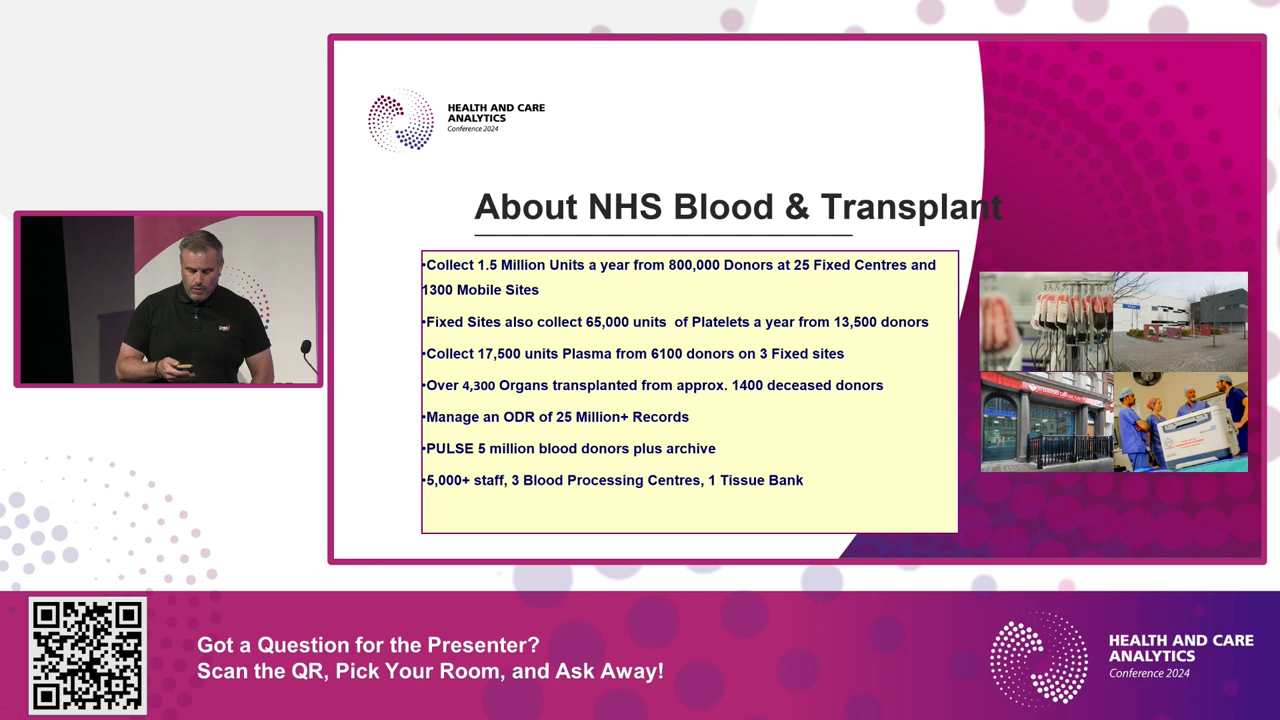 HEALTH AND CARE
ANALYTICS
Conference 2024
About NHS Blood & Transplant
•Collect 1.5 Million Units a year from 800,000 Donors at 25 Fixed Centres and
1300 Mobile Sites
•Fixed Sites also collect 65,000 units of Platelets a year from 13,500 donors
•Collect 17,500 units Plasma from 6100 donors on 3 Fixed sites
•Over 4,300 Organs transplanted from approx. 1400 deceased donors
•Manage an ODR of 25 Million+ Records
•PULSE 5 million blood donors plus archive
•5,000+ staff, 3 Blood Processing Centres, 1 Tissue Bank
Got a Question for the Presenter?
Scan the QR, Pick Your Room, and Ask Away!
HEALTH AND CARE
ANALYTICS
Conference 2024